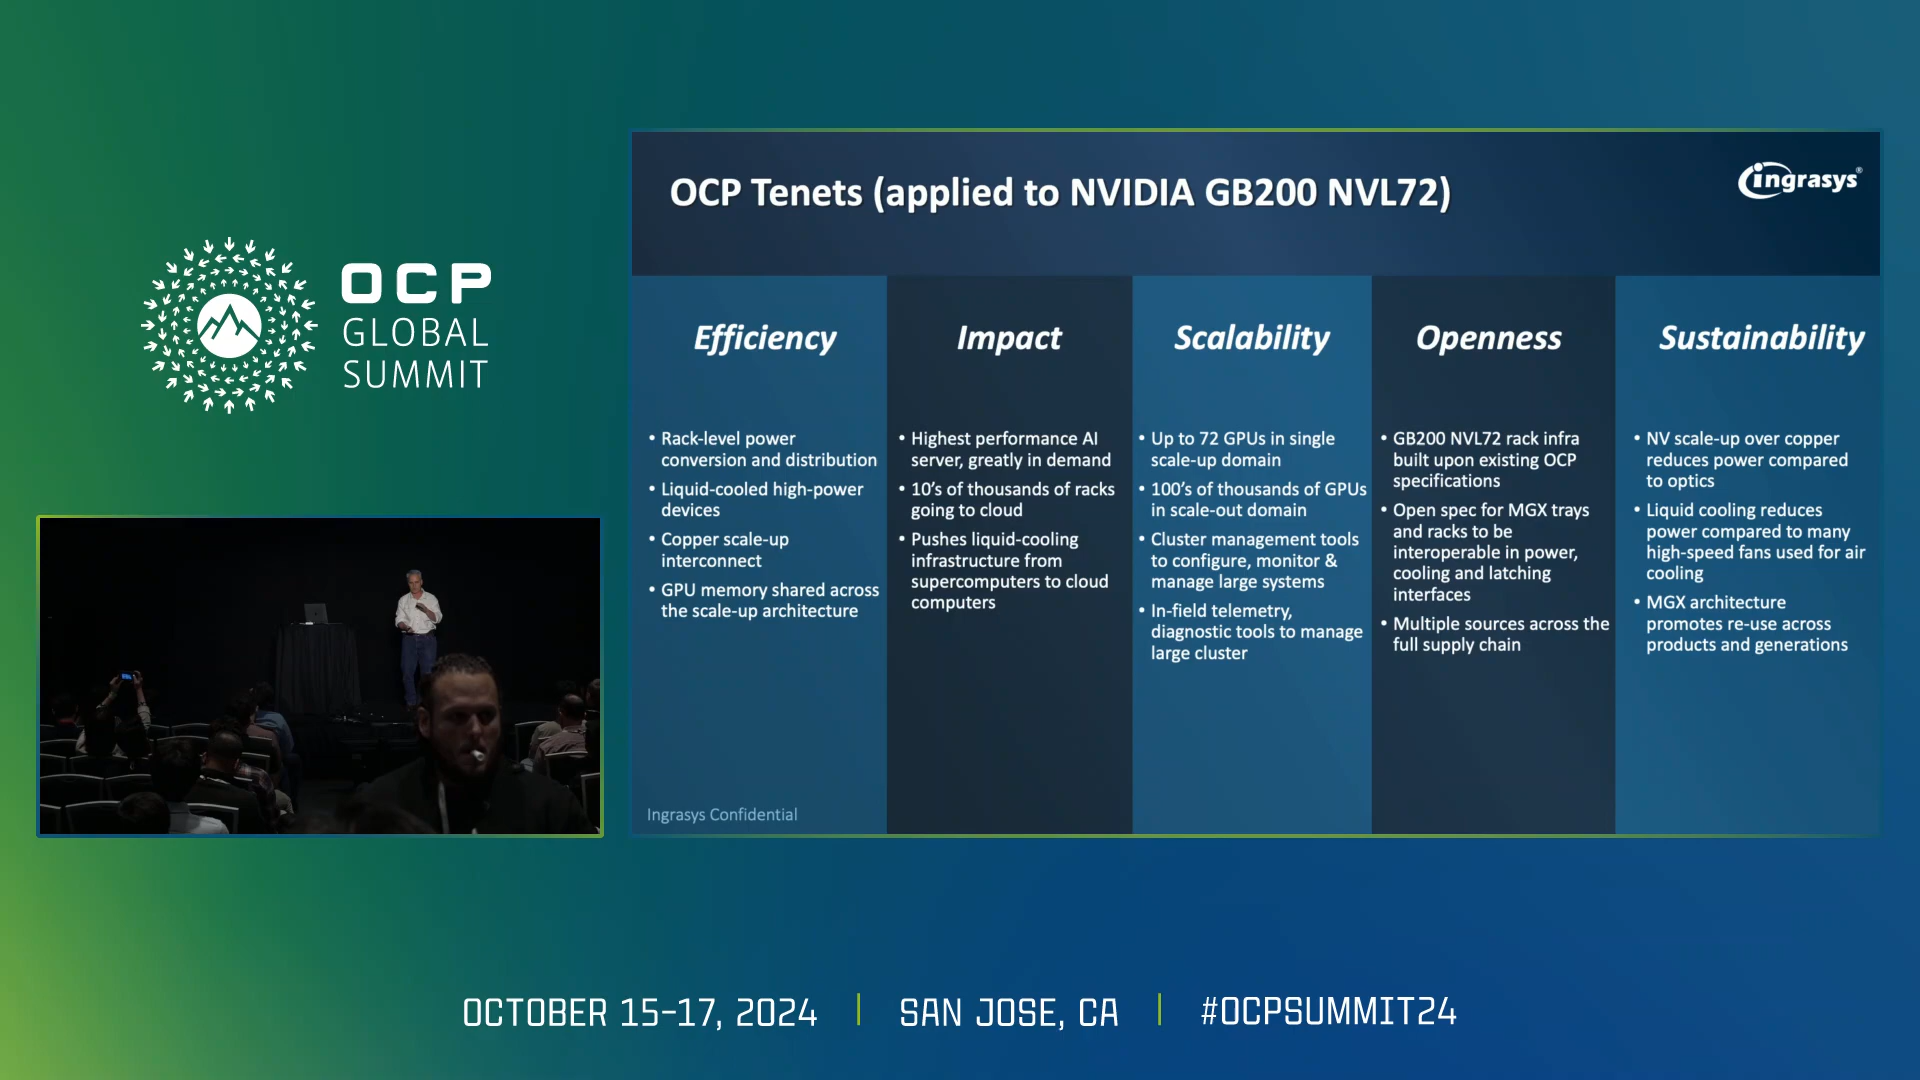 OCP
GLOBAL
SUMMIT
OCP Tenets (applied to NVIDIA GB200 NVL72)
ingrasys®
Efficiency
• Rack-level power
conversion and distribution
• Liquid-cooled high-power
devices
• Copper scale-up
interconnect
• GPU memory shared across
the scale-up architecture
Impact
• Highest performance AI
server, greatly in demand
• 10's of thousands of racks
going to cloud
• Pushes liquid-cooling
infrastructure from
supercomputers to cloud
computers
Scalability
• Up to 72 GPUs in single
scale-up domain
• 100's of thousands of GPUs
in scale-out domain
• Cluster management tools
to configure, monitor &
manage large systems
• In-field telemetry,
diagnostic tools to manage
large cluster
Openness
• GB200 NVL72 rack infra
built upon existing OCP
specifications
• Open spec for MGX trays
and racks to be
interoperable in power,
cooling and latching
interfaces
• Multiple sources across the
full supply chain
Sustainability
• NV scale-up over copper
reduces power compared
to optics
• Liquid cooling reduces
power compared to many
high-speed fans used for air
cooling
• MGX architecture
promotes re-use across
products and generations
Ingrasys Confidential
OCTOBER 15-17, 2024 | SAN JOSE, CA | #OCPSUMMIT24